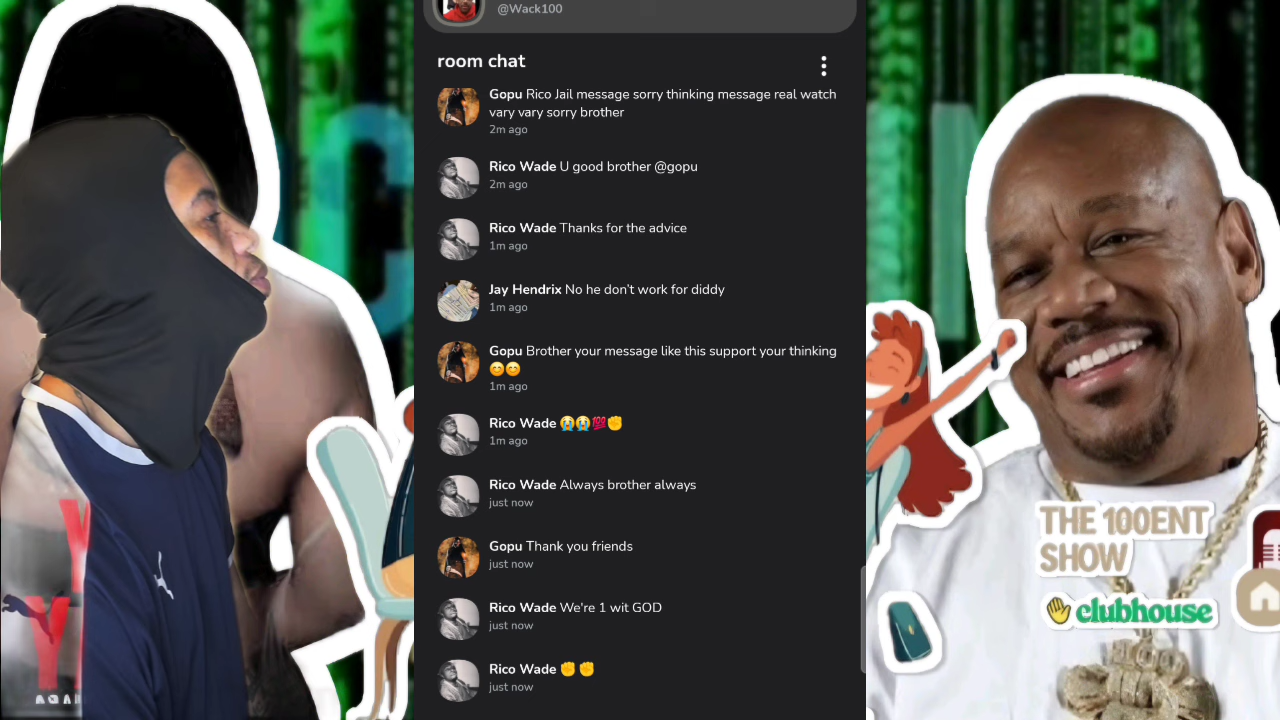 @Wack100
room chat
Gopu Rico Jail message sorry thinking message real watch
vary vary sorry brother
2m ago
Rico Wade U good brother @gopu
2m ago
Rico Wade Thanks for the advice
1m ago
Jay Hendrix No he don't work for diddy
1m ago
Gopu Brother your message like this support your thinking
😊😊
1m ago
Rico Wade 😭😭💯✊
1m ago
Rico Wade Always brother always
just now
Gopu Thank you friends
just now
Rico Wade We're 1 wit GOD
just now
Rico Wade ✊✊
just now
THE 100ENT
SHOW
👋 clubhouse